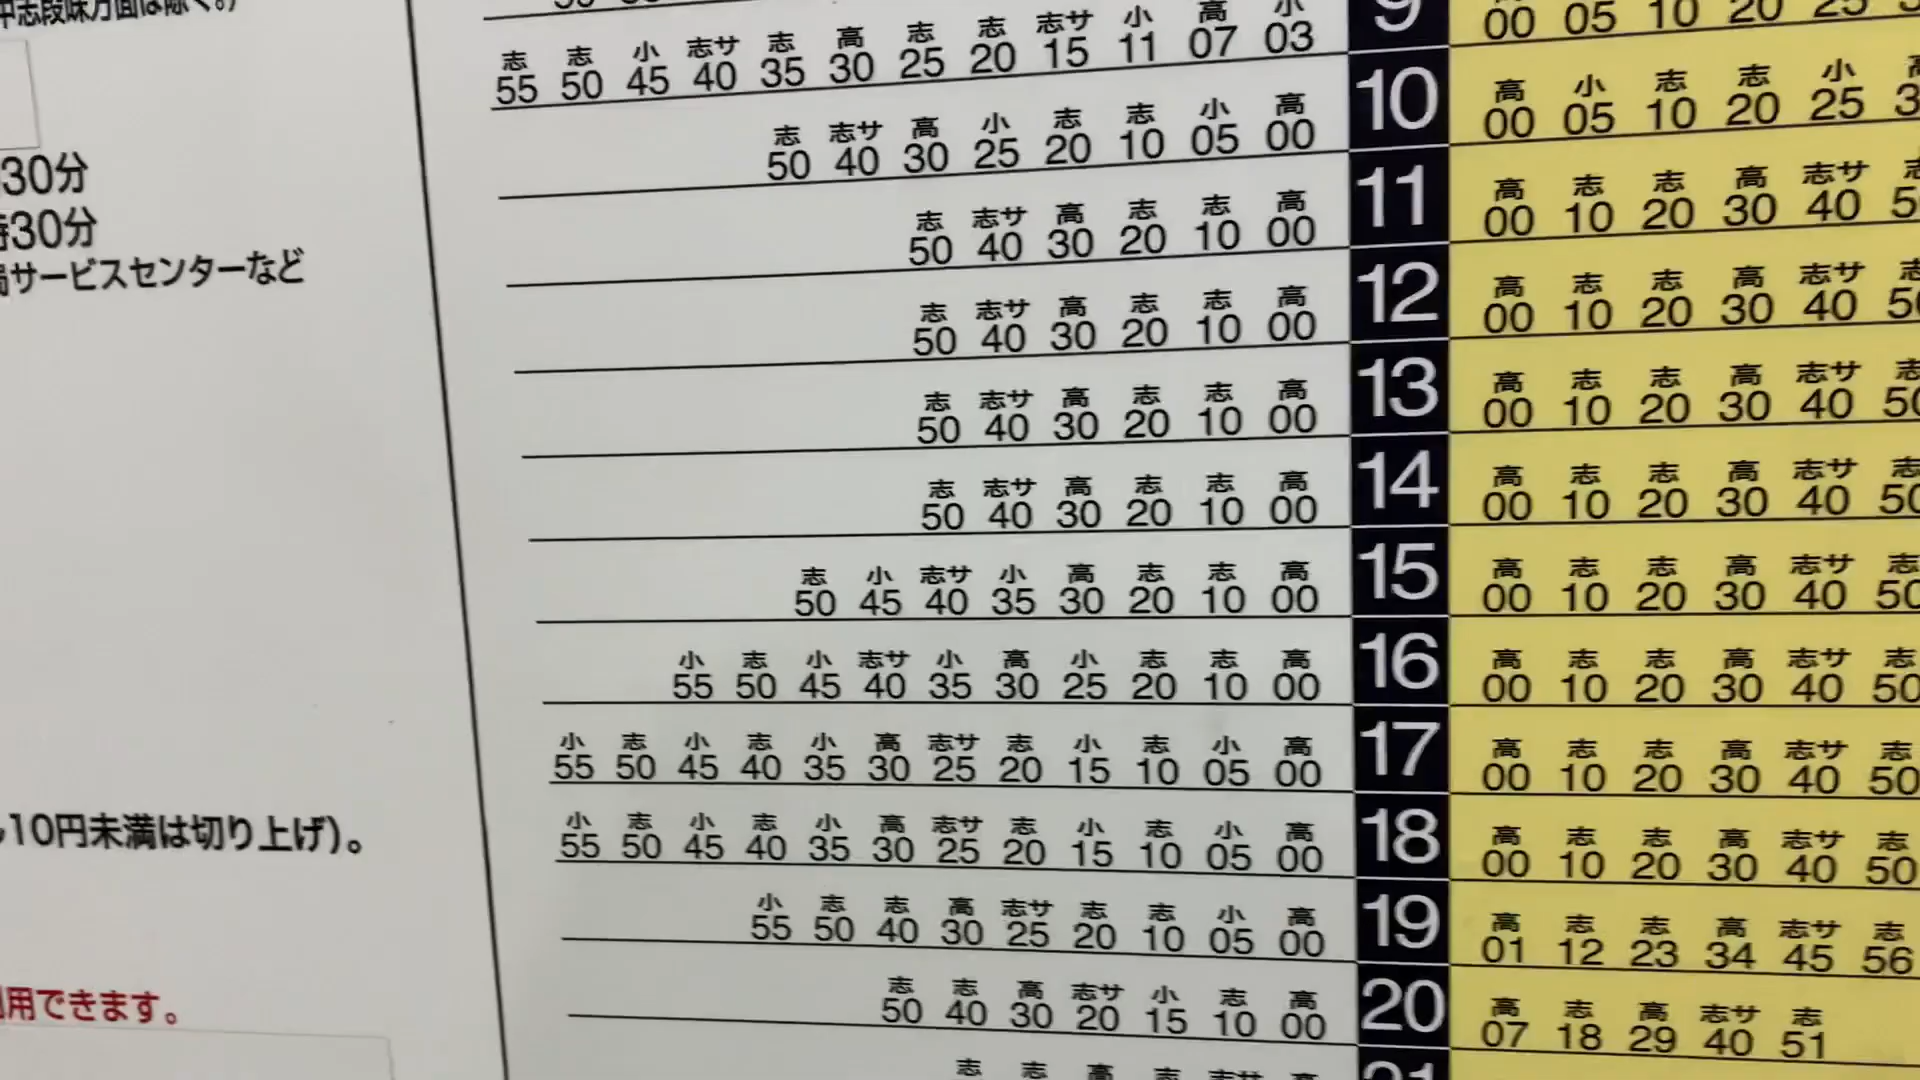 中志段味方面は除く。)
30分
時30分
サービスセンターなど
10円未満は切り上げ)。
用できます。
志 志 小 志サ 志 高 志 志 志サ 小 高 小
55 50 45 40 35 30 25 20 15 11 07 03 9 00 05 10 20 25
志 志サ 高 小 志 志 小 高 高 小 志 志 小
50 40 30 25 20 10 05 00 10 00 05 10 20 25
志 志サ 高 志 志 高 高 志 志 高 志サ 志
50 40 30 20 10 00 11 00 10 20 30 40
志 志サ 高 志 志 高 高 志 志 高 志サ 志
50 40 30 20 10 00 12 00 10 20 30 40 50
志 志サ 高 志 志 高 高 志 志 高 志サ 志
50 40 30 20 10 00 13 00 10 20 30 40 50
志 志サ 高 志 志 高 高 志 志 高 志サ 志
50 40 30 20 10 00 14 00 10 20 30 40 50
志 小 志サ 小 高 志 志 高 高 志 志 高 志サ 志
50 45 40 35 30 20 10 00 15 00 10 20 30 40 50
小 志 小 志サ 小 高 小 志 志 高 高 志 志 高 志サ 志
55 50 45 40 35 30 25 20 10 00 16 00 10 20 30 40 50
小 志 小 志 小 高 志サ 志 小 志 小 高 高 志 志 高 志サ 志
55 50 45 40 35 30 25 20 15 10 05 00 17 00 10 20 30 40 50
小 志 小 志 小 高 志サ 志 小 志 小 高 高 志 志 高 志サ 志
55 50 45 40 35 30 25 20 15 10 05 00 18 00 10 20 30 40 50
小 志 志 高 志サ 志 志 小 高 高 志 志 高 志サ 志
55 50 40 30 25 20 10 05 00 19 01 12 23 34 45 56
志 志 高 志サ 小 志 高 高 志 高 志サ 志
50 40 30 20 15 10 00 20 07 18 29 40 51
志 志 高 志 志サ 高 21